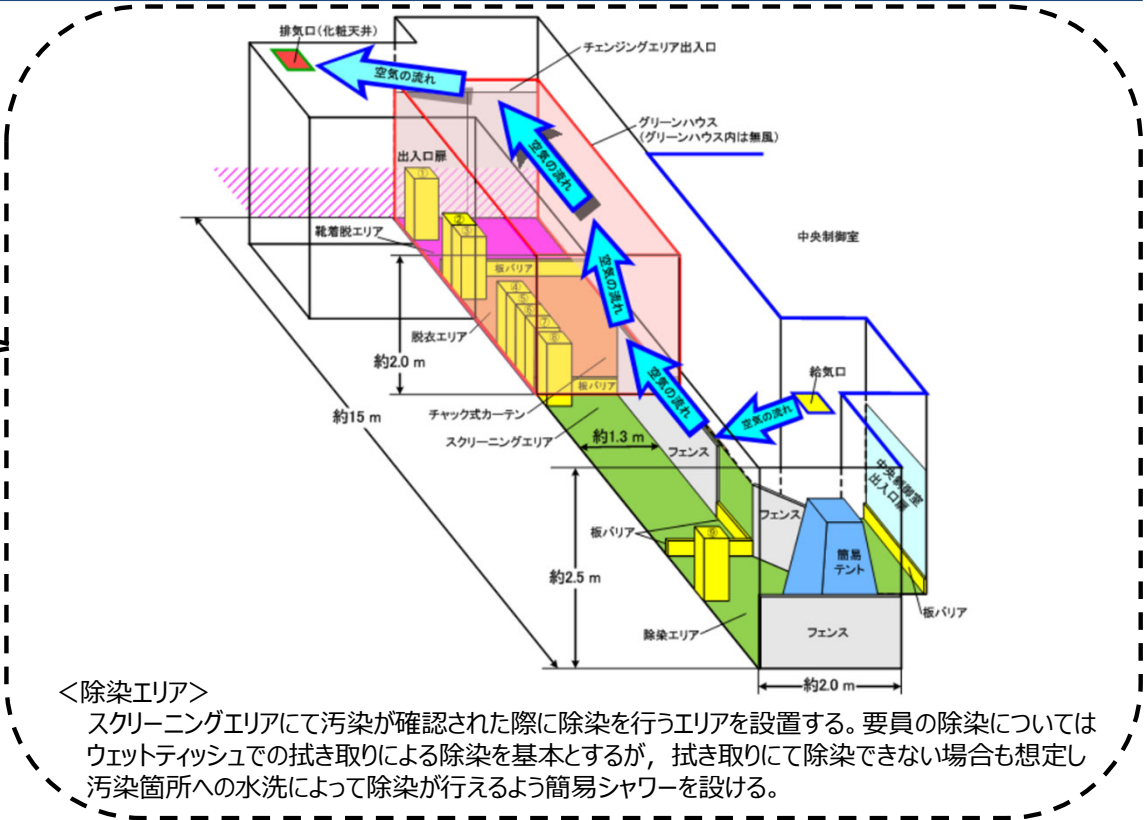 排気口(化粧天井)
空気の流れ
チェンジングエリア出入口
グリーンハウス
(グリーンハウス内は無風)
出入口扉
①
空気の流れ
②
③
靴着脱エリア
中央制御室
板バリア
空気の流れ
④
⑤
⑥
⑦
⑧
脱衣エリア
約2.0 m
板バリア
空気の流れ
給気口
空気の流れ
チャック式カーテン
約15 m
スクリーニングエリア
約1.3 m
フェンス
中央制御室
出入口扉
フェンス
板バリア
⑨
簡易
テント
約2.5 m
板バリア
除染エリア
フェンス
約2.0 m
<除染エリア>
スクリーニングエリアにて汚染が確認された際に除染を行うエリアを設置する。要員の除染については
ウェットティッシュでの拭き取りによる除染を基本とするが，拭き取りにて除染できない場合も想定し
汚染箇所への水洗によって除染が行えるよう簡易シャワーを設ける。